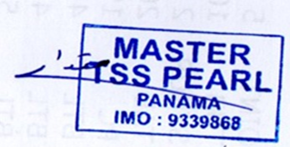 MASTER
TSS PEARL
PANAMA
IMO : 9339868